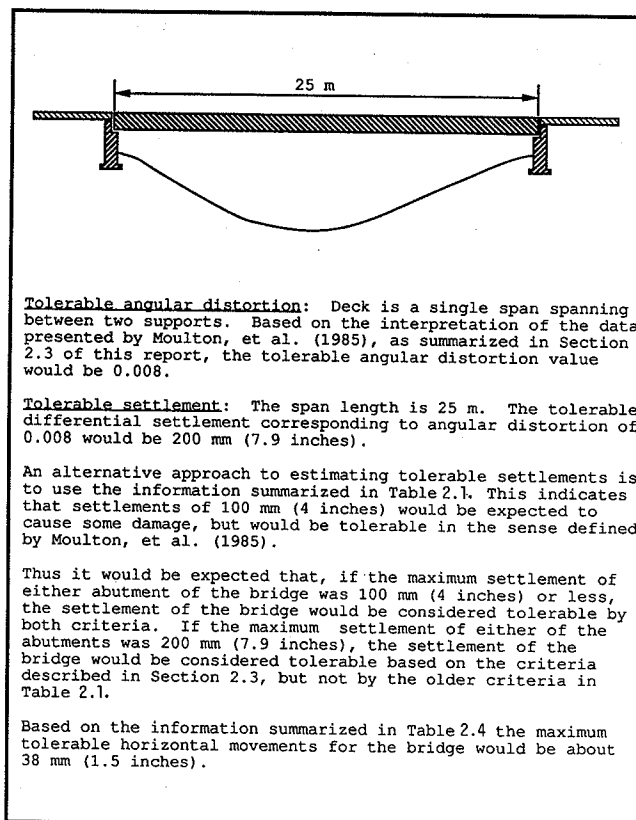 25 m
Tolerable angular distortion: Deck is a single span spanning
between two supports. Based on the interpretation of the data
presented by Moulton, et al. (1985), as summarized in Section
2.3 of this report, the tolerable angular distortion value
would be 0.008.
Tolerable settlement: The span length is 25 m. The tolerable
differential settlement corresponding to angular distortion of
0.008 would be 200 mm (7.9 inches).
An alternative approach to estimating tolerable settlements is
to use the information summarized in Table 2.1. This indicates
that settlements of 100 mm (4 inches) would be expected to
cause some damage, but would be tolerable in the sense defined
by Moulton, et al. (1985).
Thus it would be expected that, if the maximum settlement of
either abutment of the bridge was 100 mm (4 inches) or less,
the settlement of the bridge would be considered tolerable by
both criteria. If the maximum settlement of either of the
abutments was 200 mm (7.9 inches), the settlement of the
bridge would be considered tolerable based on the criteria
described in Section 2.3, but not by the older criteria in
Table 2.1.
Based on the information summarized in Table 2.4 the maximum
tolerable horizontal movements for the bridge would be about
38 mm (1.5 inches).